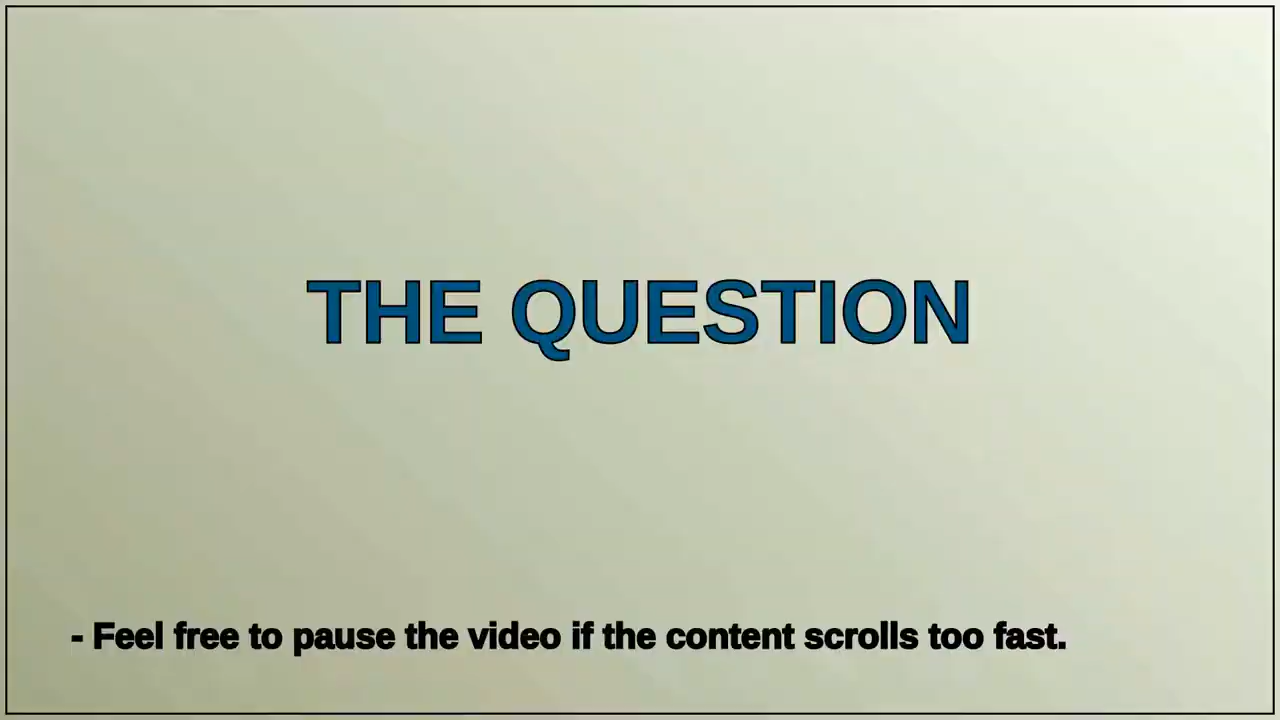 THE QUESTION
- Feel free to pause the video if the content scrolls too fast.